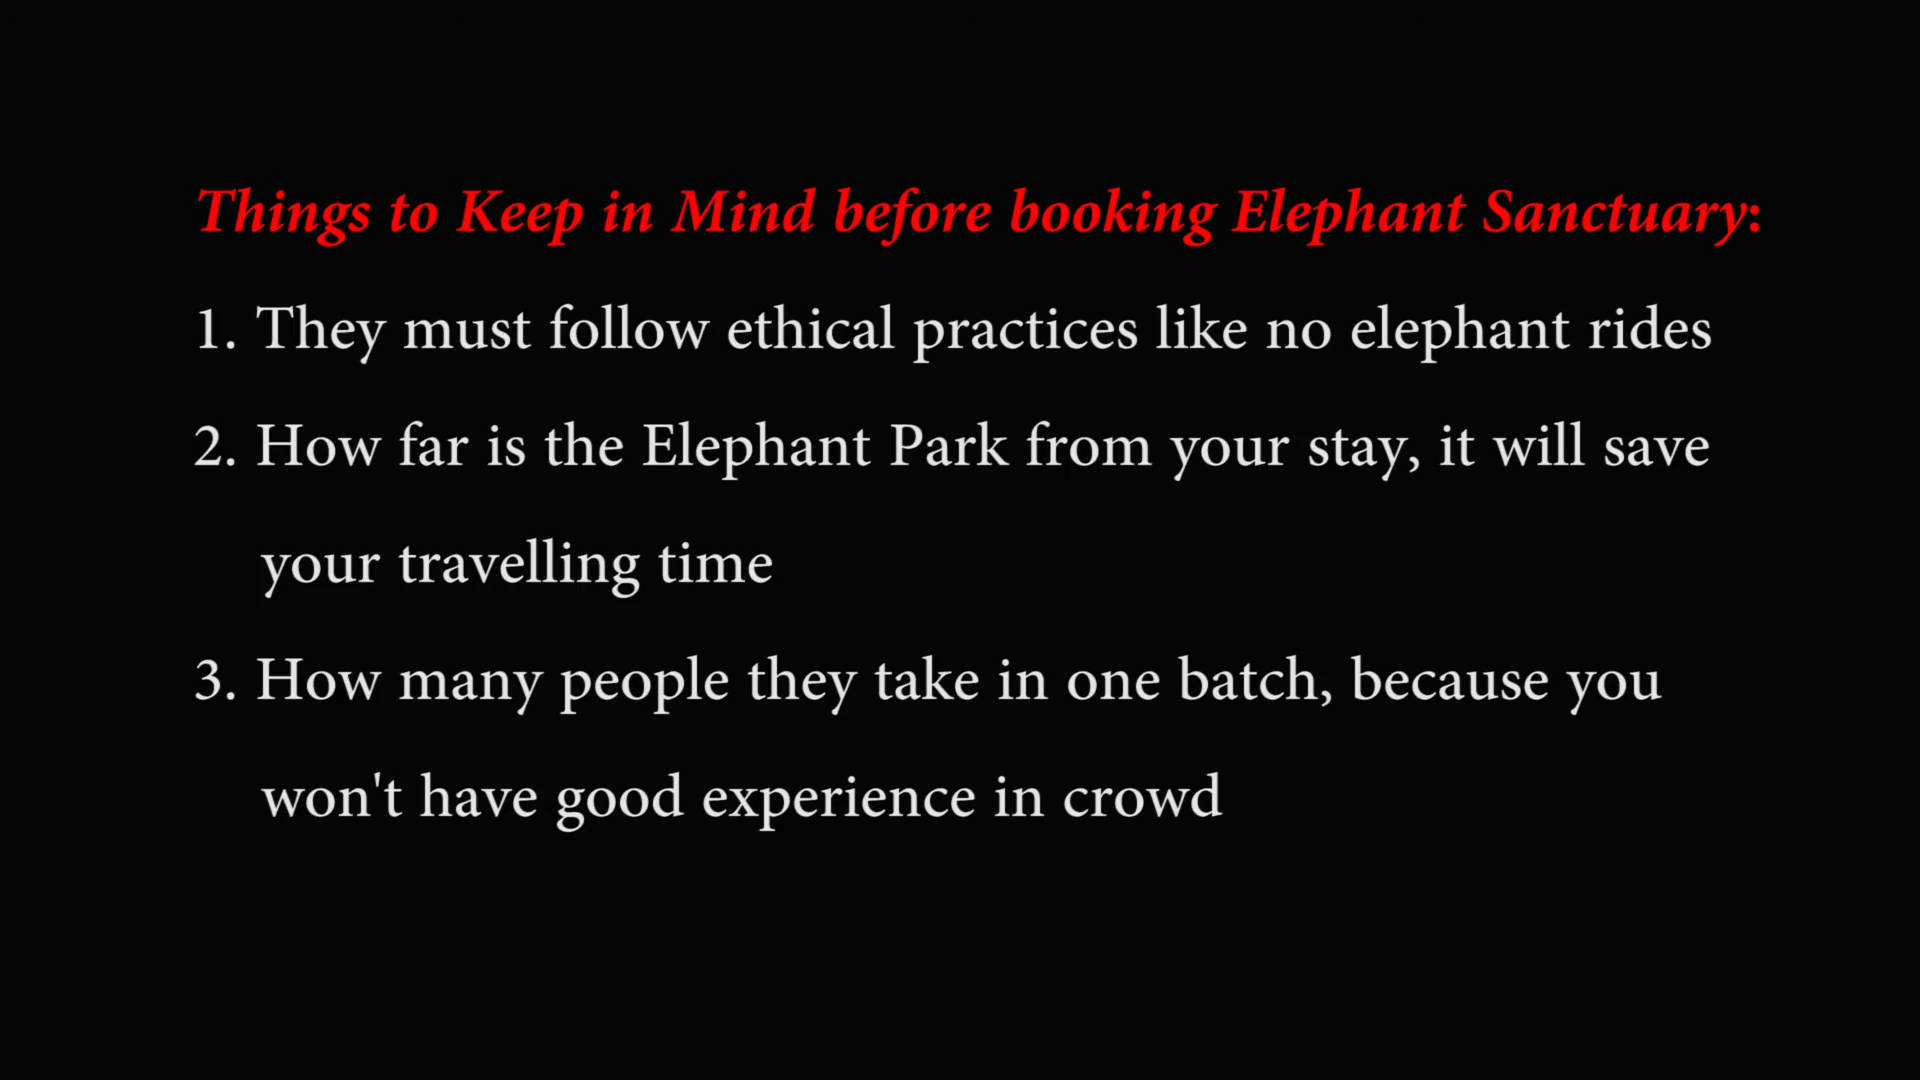 Things to Keep in Mind before booking Elephant Sanctuary:
1. They must follow ethical practices like no elephant rides
2. How far is the Elephant Park from your stay, it will save
your travelling time
3. How many people they take in one batch, because you
won't have good experience in crowd